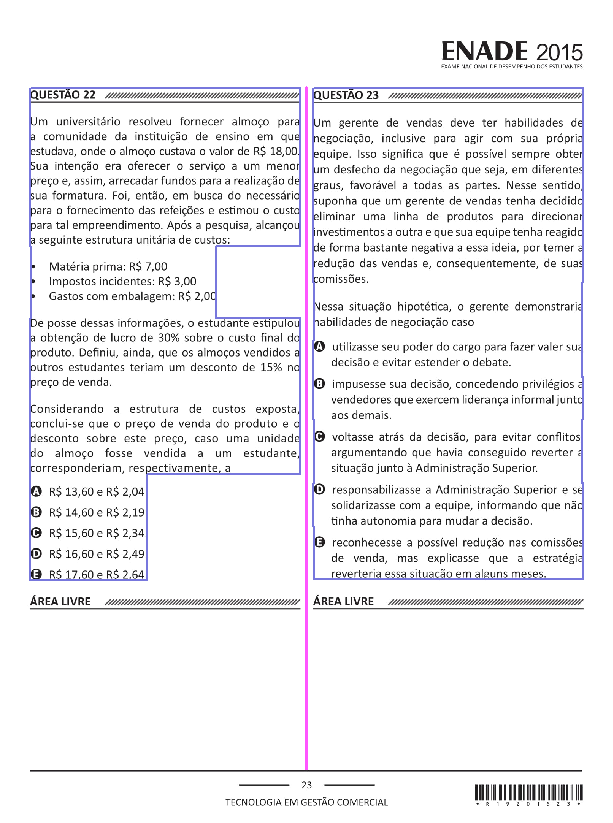 ENADE 2015
EXAME NACIONAL DE DESEMPENHO DOS ESTUDANTES
QUESTÃO 22
Um universitário resolveu fornecer almoço para
a comunidade da instituição de ensino em que
estudava, onde o almoço custava o valor de R$ 18,00.
Sua intenção era oferecer o serviço a um menor
preço e, assim, arrecadar fundos para a realização de
sua formatura. Foi, então, em busca do necessário
para o fornecimento das refeições e estimou o custo
para tal empreendimento. Após a pesquisa, alcançou
a seguinte estrutura unitária de custos:
• Matéria prima: R$ 7,00
• Impostos incidentes: R$ 3,00
• Gastos com embalagem: R$ 2,00
De posse dessas informações, o estudante estipulou
a obtenção de lucro de 30% sobre o custo final do
produto. Definiu, ainda, que os almoços vendidos a
outros estudantes teriam um desconto de 15% no
preço de venda.
Considerando a estrutura de custos exposta,
conclui-se que o preço de venda do produto e o
desconto sobre este preço, caso uma unidade
do almoço fosse vendida a um estudante,
corresponderiam, respectivamente, a
A R$ 13,60 e R$ 2,04
B R$ 14,60 e R$ 2,19
C R$ 15,60 e R$ 2,34
D R$ 16,60 e R$ 2,49
E R$ 17,60 e R$ 2,64
ÁREA LIVRE
QUESTÃO 23
Um gerente de vendas deve ter habilidades de
negociação, inclusive para agir com sua própria
equipe. Isso significa que é possível sempre obter
um desfecho da negociação que seja, em diferentes
graus, favorável a todas as partes. Nesse sentido,
suponha que um gerente de vendas tenha decidido
eliminar uma linha de produtos para direcionar
investimentos a outra e que sua equipe tenha reagido
de forma bastante negativa a essa ideia, por temer a
redução das vendas e, consequentemente, de suas
comissões.
Nessa situação hipotética, o gerente demonstraria
habilidades de negociação caso
A utilizasse seu poder do cargo para fazer valer sua
decisão e evitar estender o debate.
B impusesse sua decisão, concedendo privilégios a
vendedores que exercem liderança informal junto
aos demais.
C voltasse atrás da decisão, para evitar conflitos,
argumentando que havia conseguido reverter a
situação junto à Administração Superior.
D responsabilizasse a Administração Superior e se
solidarizasse com a equipe, informando que não
tinha autonomia para mudar a decisão.
E reconhecesse a possível redução nas comissões
de venda, mas explicasse que a estratégia
reverteria essa situação em alguns meses.
ÁREA LIVRE
23
TECNOLOGIA EM GESTÃO COMERCIAL
*R19201523*